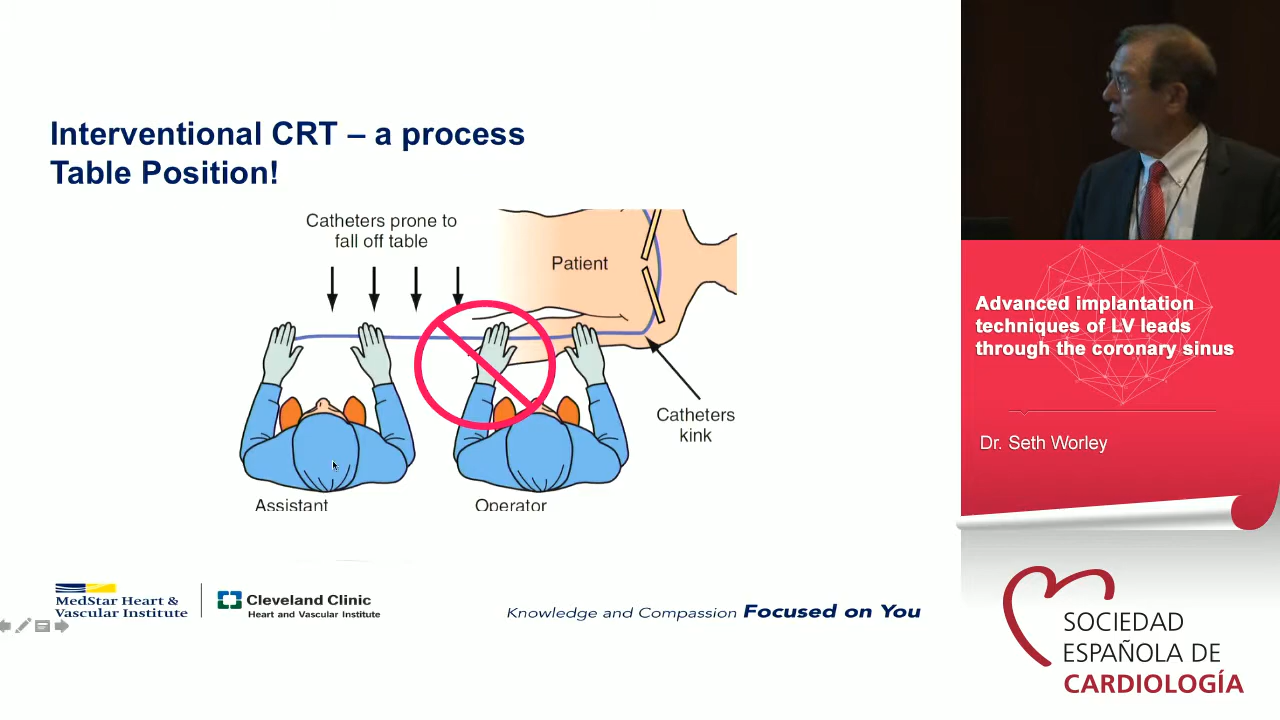 Interventional CRT – a process
Table Position!
Catheters prone to
fall off table
Patient
Catheters
kink
Assistant
Operator
MedStar Heart &
Vascular Institute
Cleveland Clinic
Heart and Vascular Institute
Knowledge and Compassion Focused on You
Advanced implantation
techniques of LV leads
through the coronary sinus
Dr. Seth Worley
SOCIEDAD
ESPAÑOLA DE
CARDIOLOGÍA